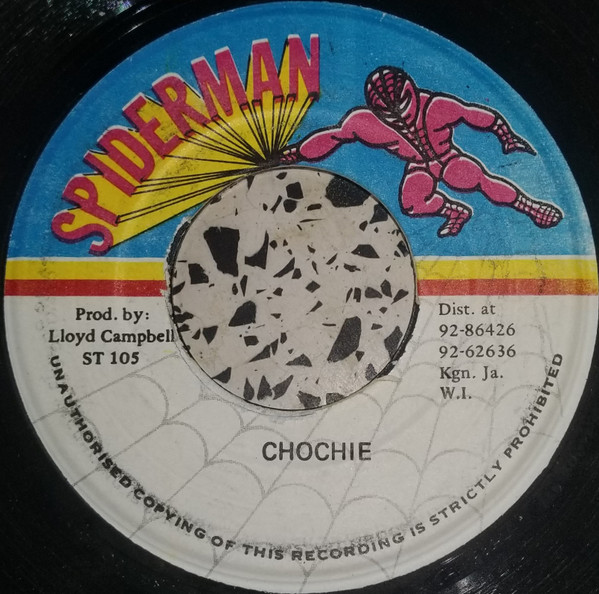 SPIDERMAN
Prod. by:
Lloyd Campbell
ST 105
Dist. at
92-86426
92-62636
Kgn. Ja.
W.I.
CHOCHIE
UNAUTHORISED COPYING OF THIS RECORDING IS STRICTLY PROHIBITED